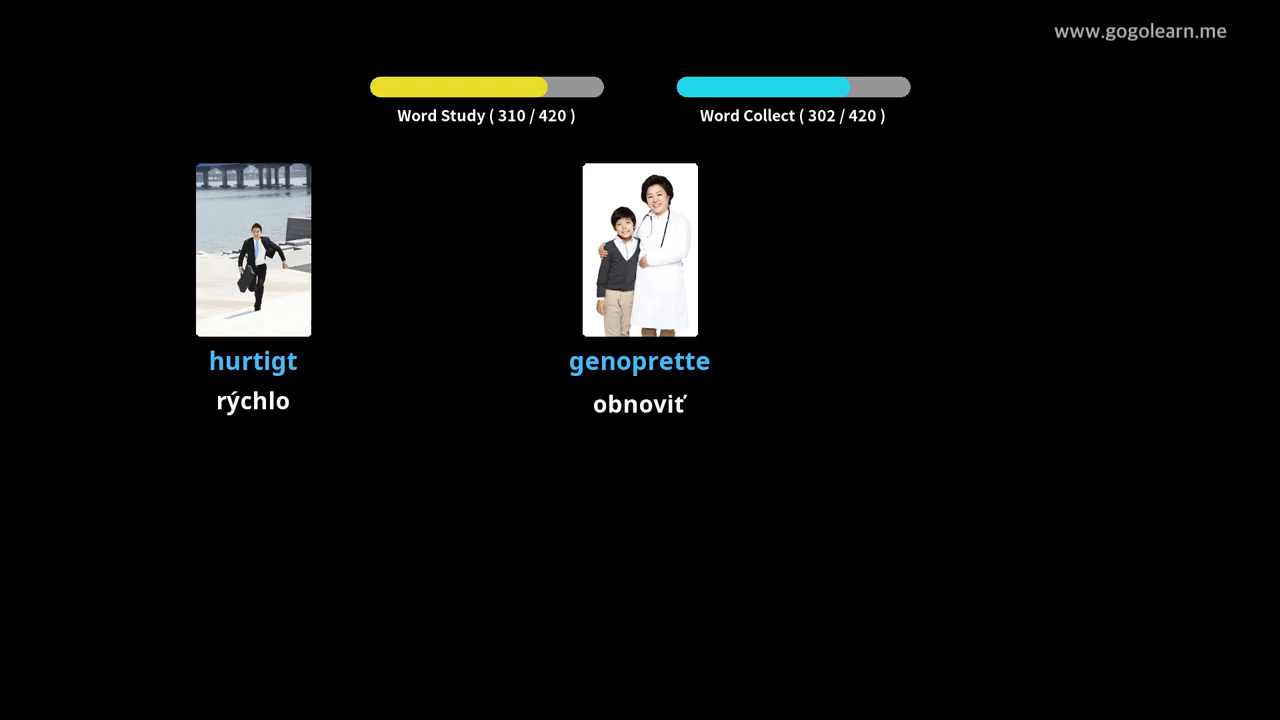 www.gogolearn.me
Word Study ( 310 / 420 )
Word Collect ( 302 / 420 )
hurtigt
genoprette
rýchlo
obnoviť